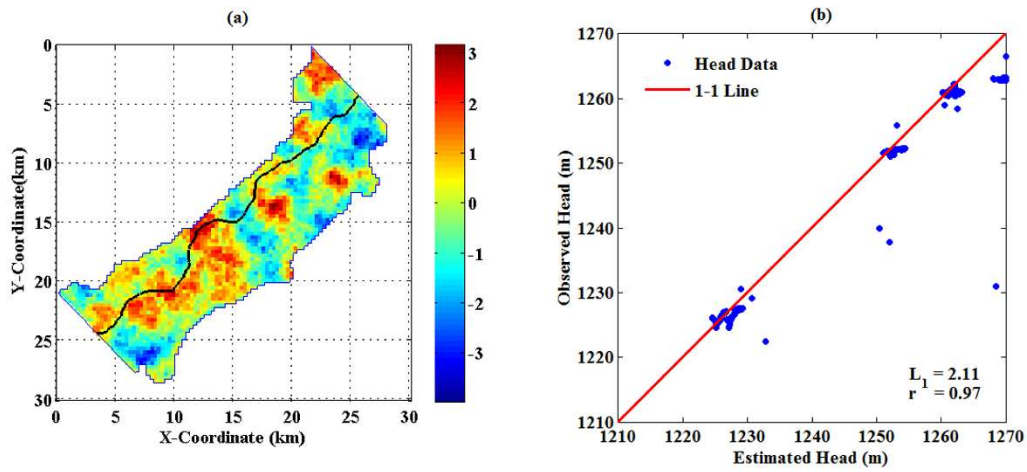 (a)
0
5
10
15
20
25
30
Y-Coordinate(km)
0 5 10 15 20 25 30
X-Coordinate (km)
3
2
1
0
-1
-2
-3
(b)
1270
1260
1250
1240
1230
1220
1210
Observed Head (m)
Head Data
1-1 Line
L1 = 2.11
r = 0.97
1210 1220 1230 1240 1250 1260 1270
Estimated Head (m)